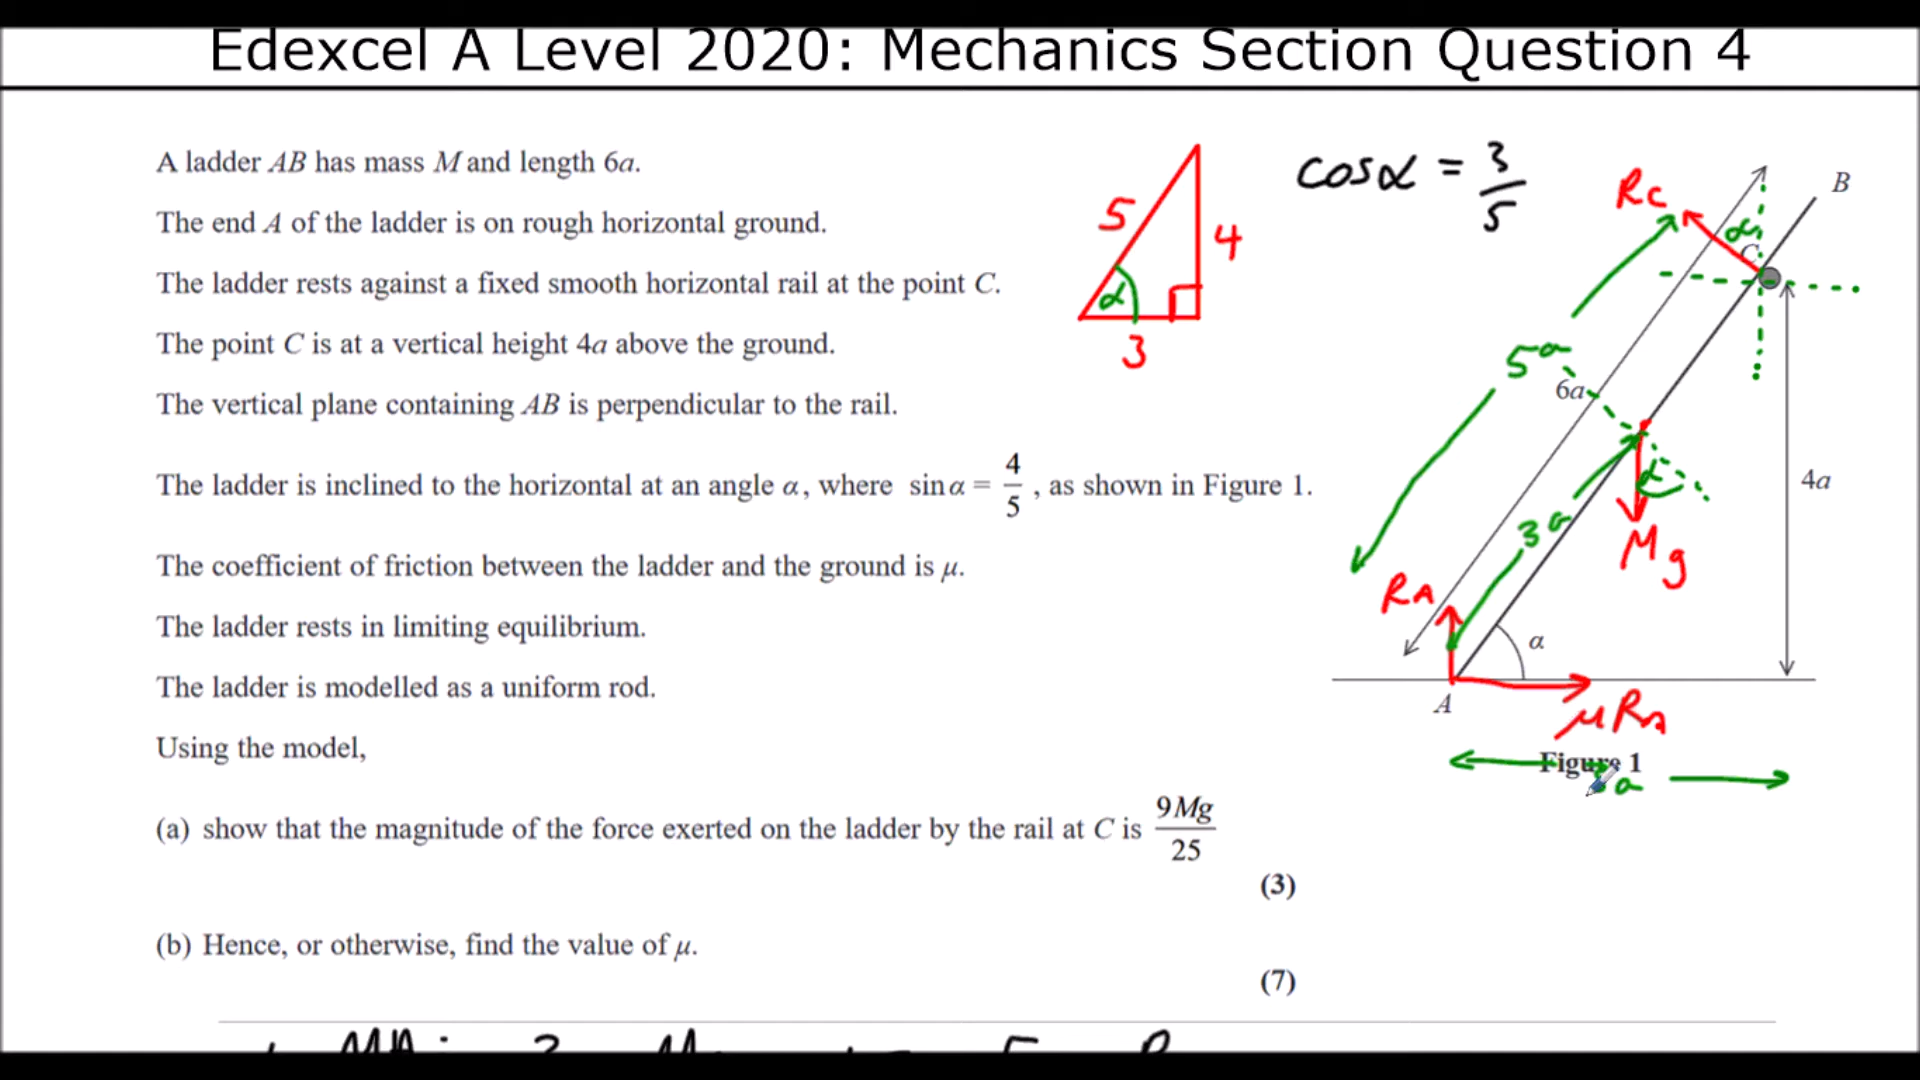 Edexcel A Level 2020: Mechanics Section Question 4
A ladder AB has mass M and length 6a.
The end A of the ladder is on rough horizontal ground.
The ladder rests against a fixed smooth horizontal rail at the point C.
The point C is at a vertical height 4a above the ground.
The vertical plane containing AB is perpendicular to the rail.
The ladder is inclined to the horizontal at an angle α, where sin α = 4/5, as shown in Figure 1.
The coefficient of friction between the ladder and the ground is μ.
The ladder rests in limiting equilibrium.
The ladder is modelled as a uniform rod.
Using the model,
(a) show that the magnitude of the force exerted on the ladder by the rail at C is 9Mg/25
(3)
(b) Hence, or otherwise, find the value of μ.
(7)
5
4
α
3
cosα = 3/5
RC
B
α
C
5a
6a
α
4a
3a
Mg
RA
α
A
μRA
Figure 1
3a